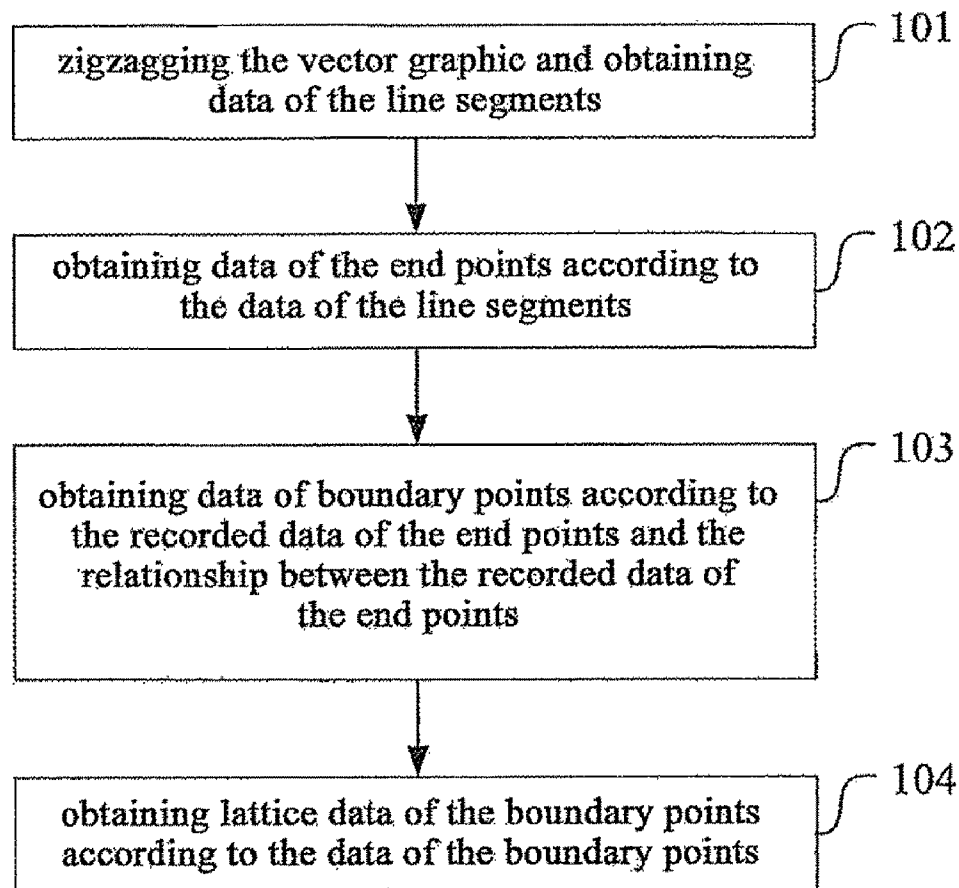 101
zigzagging the vector graphic and obtaining
data of the line segments
102
obtaining data of the end points according to
the data of the line segments
103
obtaining data of boundary points according to
the recorded data of the end points and the
relationship between the recorded data of
the end points
104
obtaining lattice data of the boundary points
according to the data of the boundary points